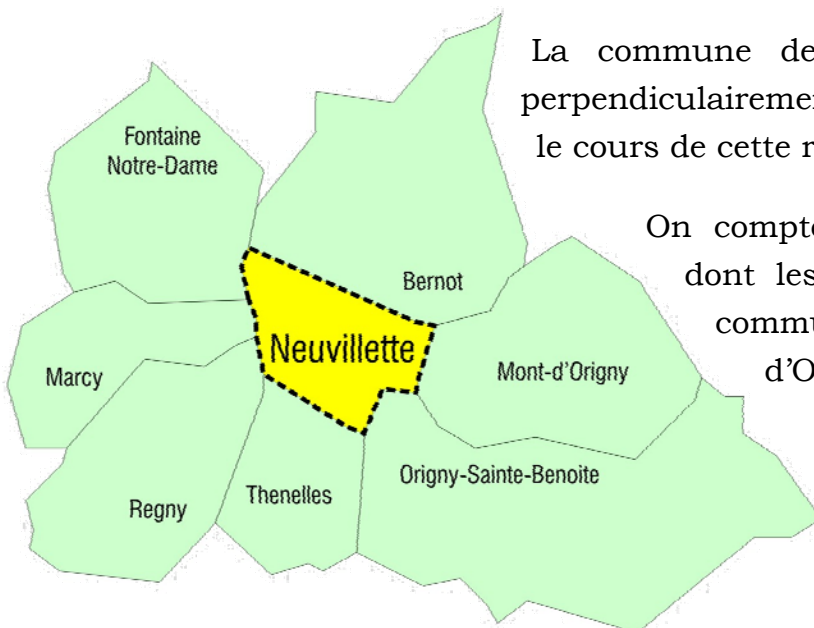 La commune de
perpendiculairemen
le cours de cette r
On compt
dont les
commu
d'O
Fontaine
Notre-Dame
Bernot
Neuvillette
Marcy
Mont-d'Origny
Origny-Sainte-Benoite
Regny
Thenelles